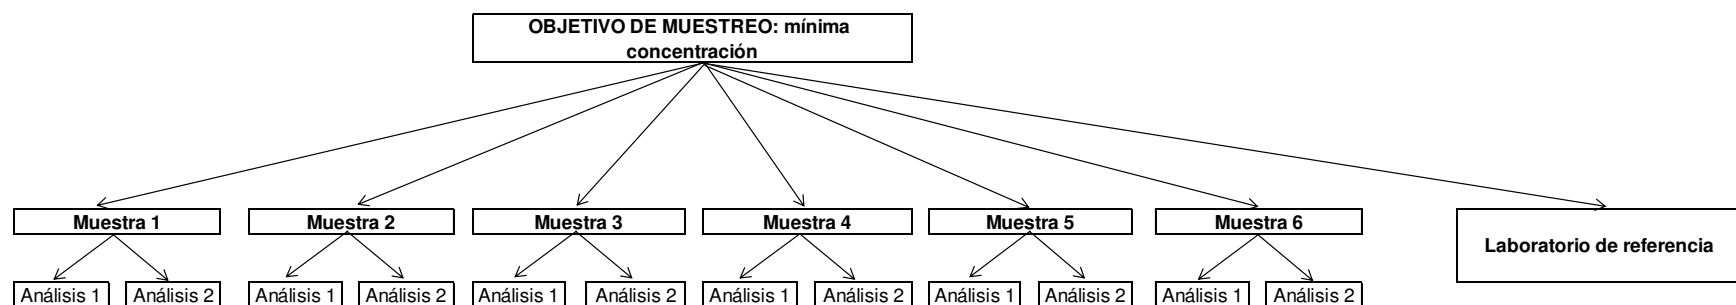 OBJETIVO DE MUESTREO: mínima
concentración
Muestra 1
Muestra 2
Muestra 3
Muestra 4
Muestra 5
Muestra 6
Laboratorio de referencia
Análisis 1
Análisis 2
Análisis 1
Análisis 2
Análisis 1
Análisis 2
Análisis 1
Análisis 2
Análisis 1
Análisis 2
Análisis 1
Análisis 2